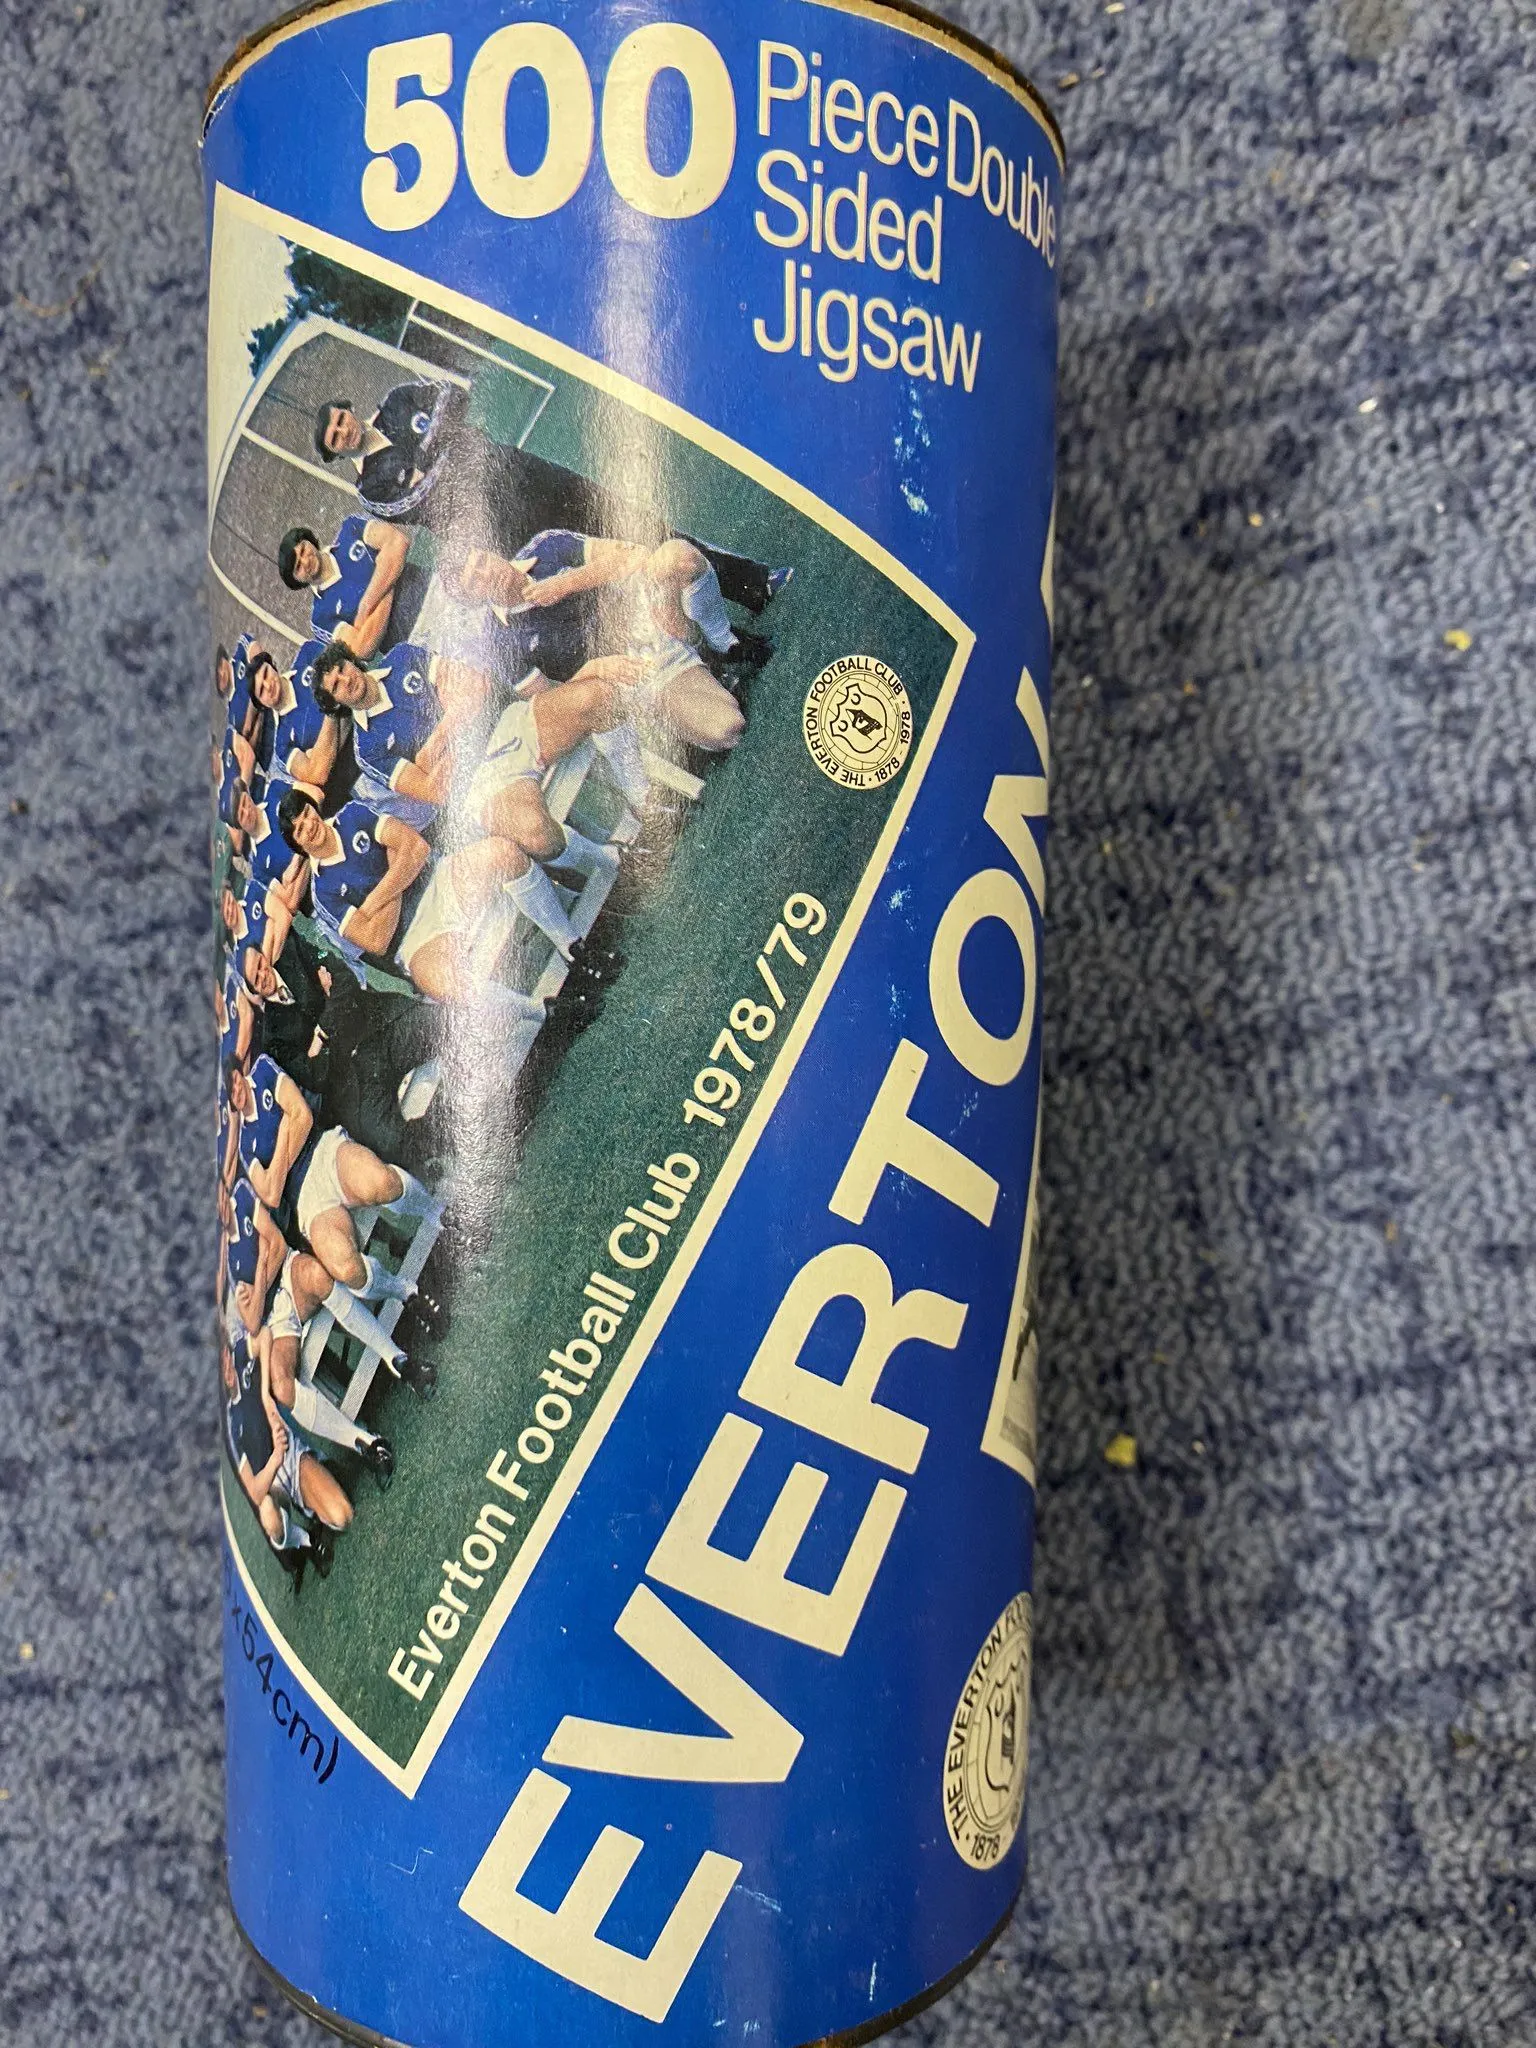 500
Piece Double
Sided
Jigsaw
THE EVERTON FOOTBALL CLUB · 1878 · 1978 ·
Everton Football Club 1978/79
EVERTON
x 54cm)
THE EVERTON
· 1878 ·